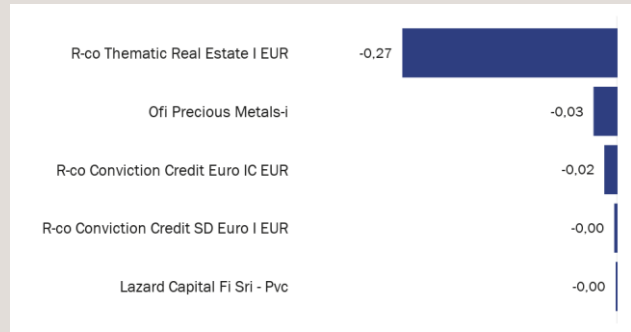 R-co Thematic Real Estate I EUR -0,27
Ofi Precious Metals-i -0,03
R-co Conviction Credit Euro IC EUR -0,02
R-co Conviction Credit SD Euro I EUR -0,00
Lazard Capital Fi Sri - Pvc -0,00